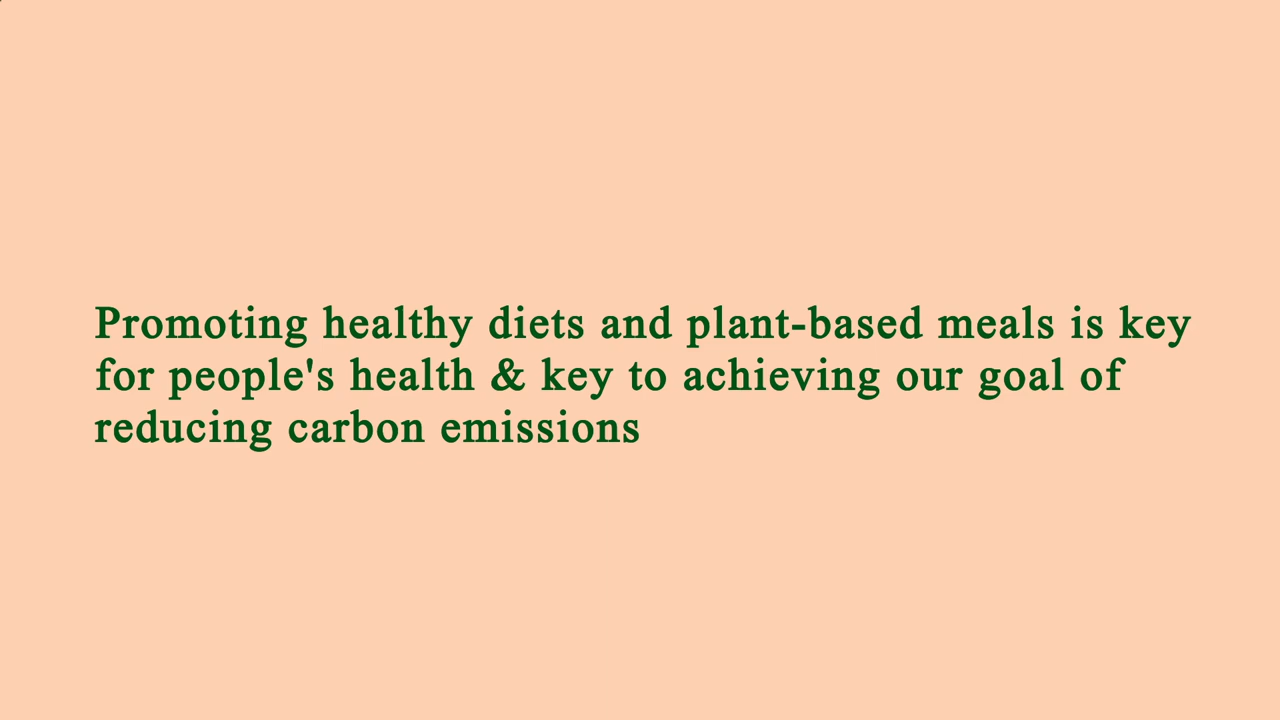 Promoting healthy diets and plant-based meals is key
for people's health & key to achieving our goal of
reducing carbon emissions